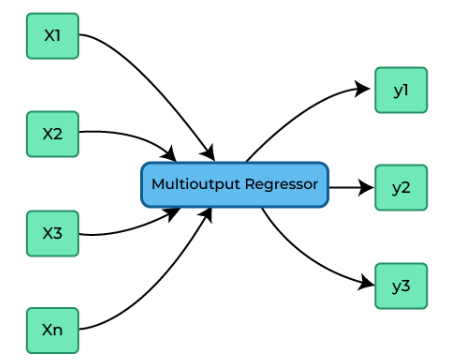 X1
X2
X3
Xn
Multioutput Regressor
y1
y2
y3